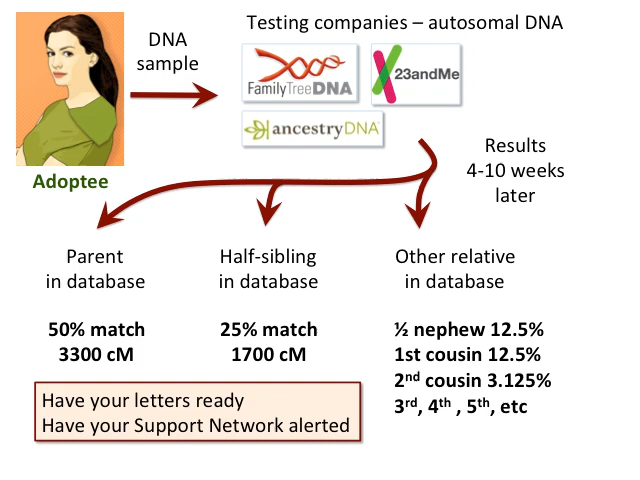 Testing companies – autosomal DNA
DNA
sample
FamilyTreeDNA
23andMe
ancestryDNA
Adoptee
Results
4-10 weeks
later
Parent
in database
50% match
3300 cM
Half-sibling
in database
25% match
1700 cM
Other relative
in database
½ nephew 12.5%
1st cousin 12.5%
2nd cousin 3.125%
3rd, 4th , 5th, etc
Have your letters ready
Have your Support Network alerted